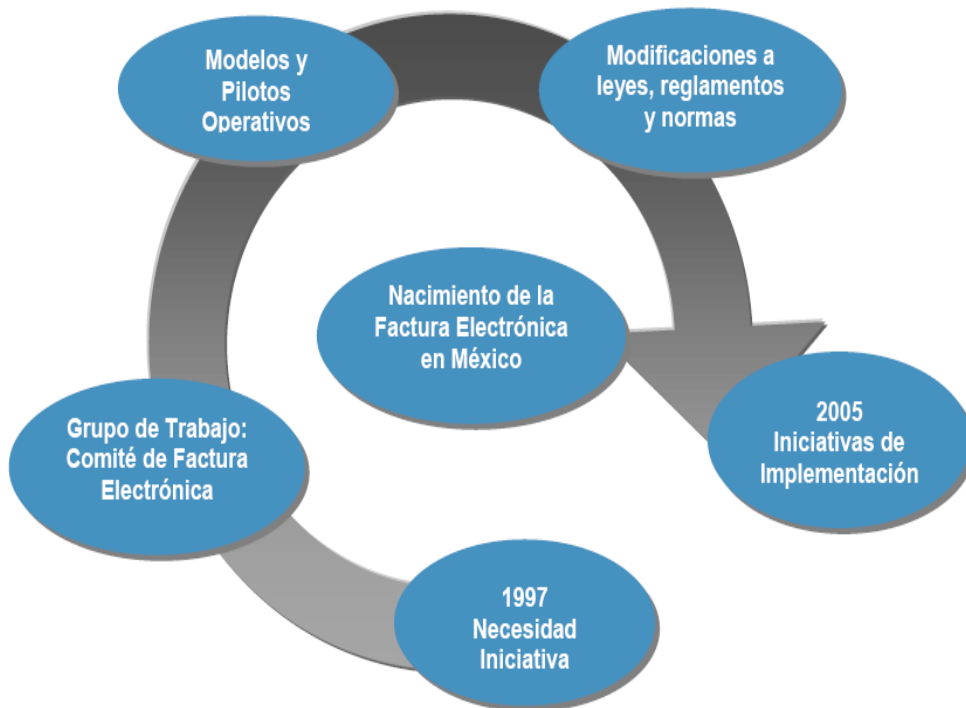 Modelos y
Pilotos
Operativos
Modificaciones a
leyes, reglamentos
y normas
Nacimiento de la
Factura Electrónica
en México
Grupo de Trabajo:
Comité de Factura
Electrónica
2005
Iniciativas de
Implementación
1997
Necesidad
Iniciativa